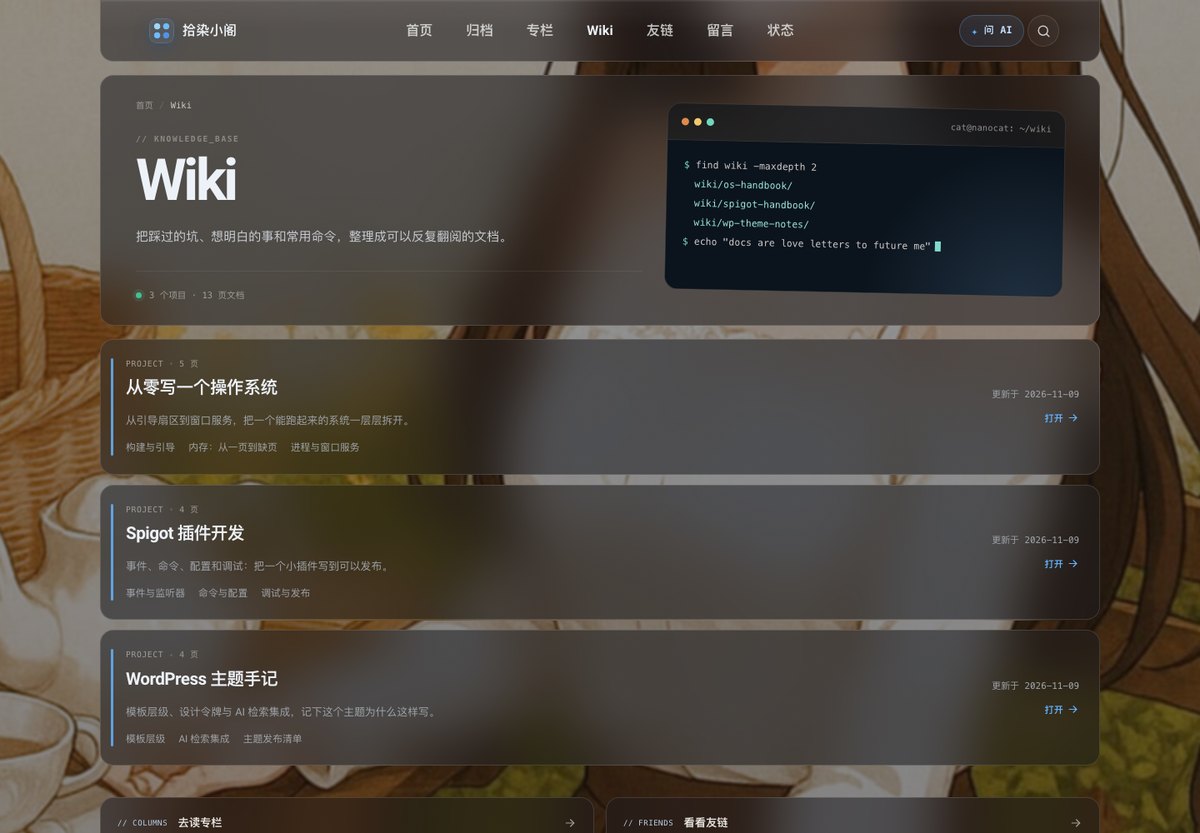 拾染小阁
首页 归档 专栏 Wiki 友链 留言 状态
问 AI
首页 / Wiki
// KNOWLEDGE_BASE
Wiki
把踩过的坑、想明白的事和常用命令，整理成可以反复翻阅的文档。
3 个项目 · 13 页文档
cat@nanocat: ~/wiki
$ find wiki −maxdepth 2
wiki/os-handbook/
wiki/spigot-handbook/
wiki/wp-theme-notes/
$ echo "docs are love letters to future me"
PROJECT · 5 页
从零写一个操作系统
从引导扇区到窗口服务，把一个能跑起来的系统一层层拆开。
构建与引导 内存：从一页到缺页 进程与窗口服务
更新于 2026-11-09
打开 →
PROJECT · 4 页
Spigot 插件开发
事件、命令、配置和调试：把一个小插件写到可以发布。
事件与监听器 命令与配置 调试与发布
更新于 2026-11-09
打开 →
PROJECT · 4 页
WordPress 主题手记
模板层级、设计令牌与 AI 检索集成，记下这个主题为什么这样写。
模板层级 AI 检索集成 主题发布清单
更新于 2026-11-09
打开 →
// COLUMNS 去读专栏 →
// FRIENDS 看看友链 →